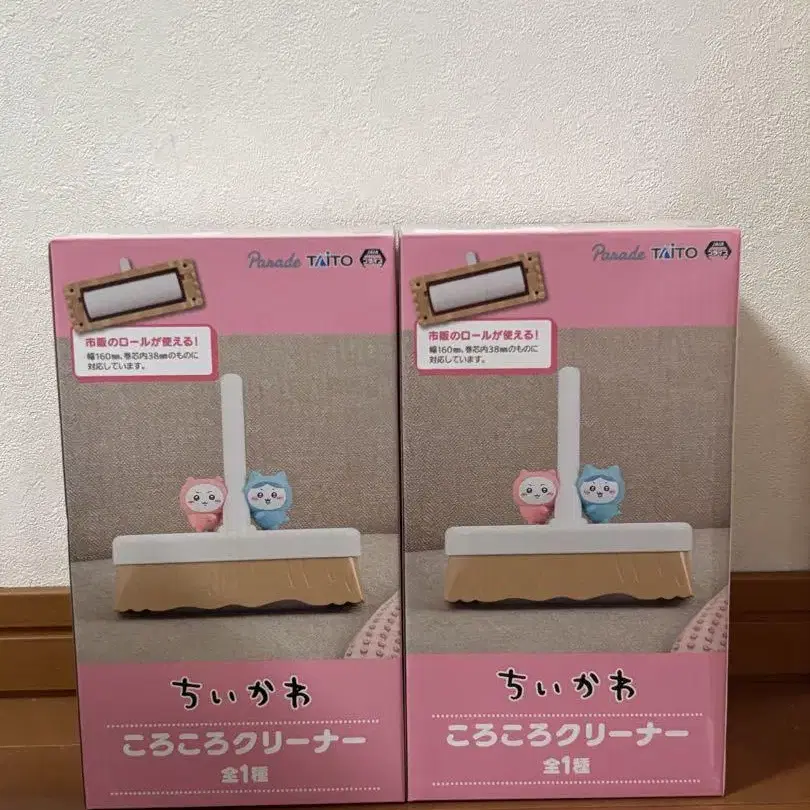 Parade TAITO
市販のロールが使える!
幅160mm、巻芯内38mmのものに
対応しています。
ちいかわ
ころころクリーナー
全1種
Parade TAITO
市販のロールが使える!
幅160mm、巻芯内38mmのものに
対応しています。
ちいかわ
ころころクリーナー
全1種